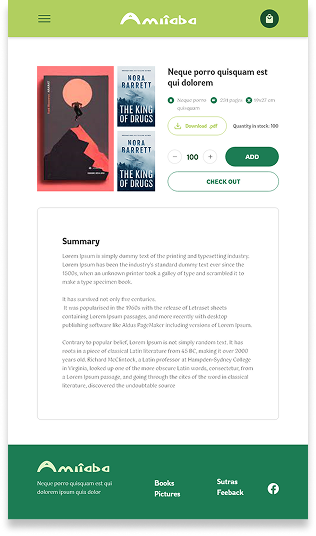 Amiiaba
Neque porro quisquam est
qui dolorem
Neque porro
quisquam
234 pages
19x27 cm
Download .pdf
Quantity in stock: 100
100
ADD
CHECK OUT
NORA
BARRETT
THE KING
OF DRUGS
NORA
BARRETT
THE KING
OF DRUGS
Summary
Lorem Ipsum is simply dummy text of the printing and typesetting industry.
Lorem Ipsum has been the industry's standard dummy text ever since the
1500s, when an unknown printer took a galley of type and scrambled it to
make a type specimen book.
It has survived not only five centuries.
It was popularised in the 1960s with the release of Letraset sheets
containing Lorem Ipsum passages, and more recently with desktop
publishing software like Aldus PageMaker including versions of Lorem Ipsum.
Contrary to popular belief, Lorem Ipsum is not simply random text. It has
roots in a piece of classical Latin literature from 45 BC, making it over 2000
years old. Richard McClintock, a Latin professor at Hampden-Sydney College
in Virginia, looked up one of the more obscure Latin words, consectetur, from
a Lorem Ipsum passage, and going through the cites of the word in classical
literature, discovered the undoubtable source
Amiiaba
Neque porro quisquam est qui
dolorem ipsum quia dolor
Books
Pictures
Sutras
Feeback